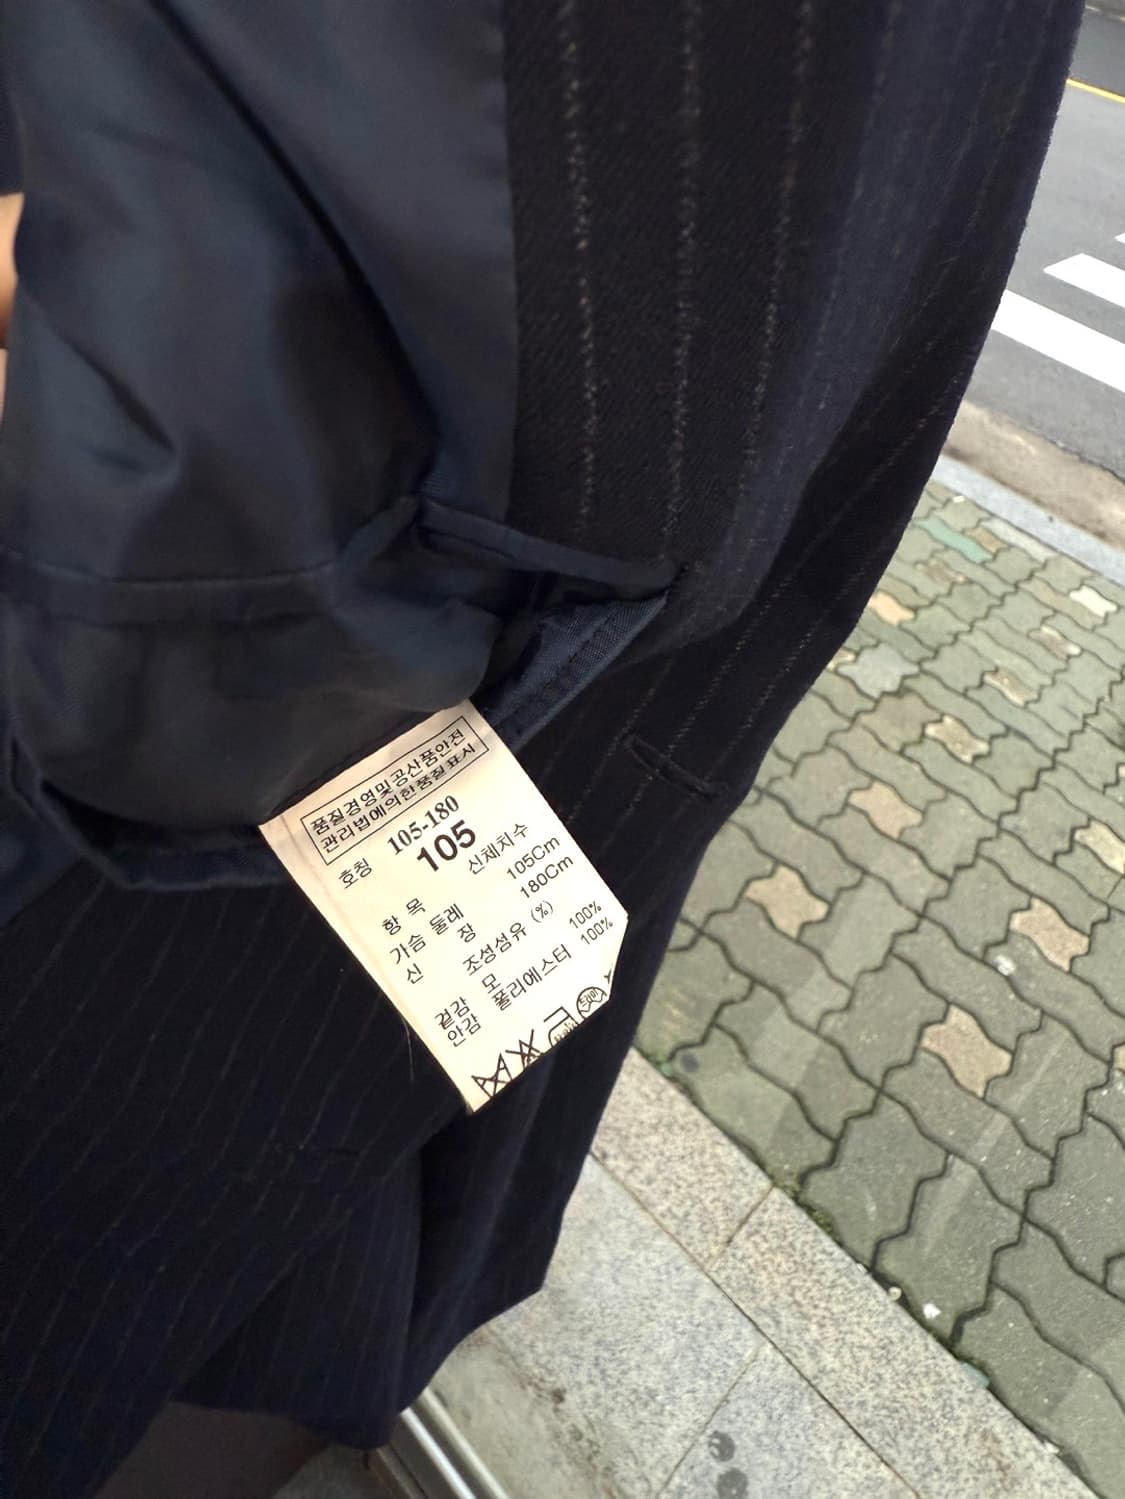 품질경영및공산품안전
관리법에의한품질표시
호칭 105-180
105
항 목 신체치수
가슴 둘레 105Cm
신 장 180Cm
조성섬유 (%)
겉감 모 100%
안감 폴리에스터 100%